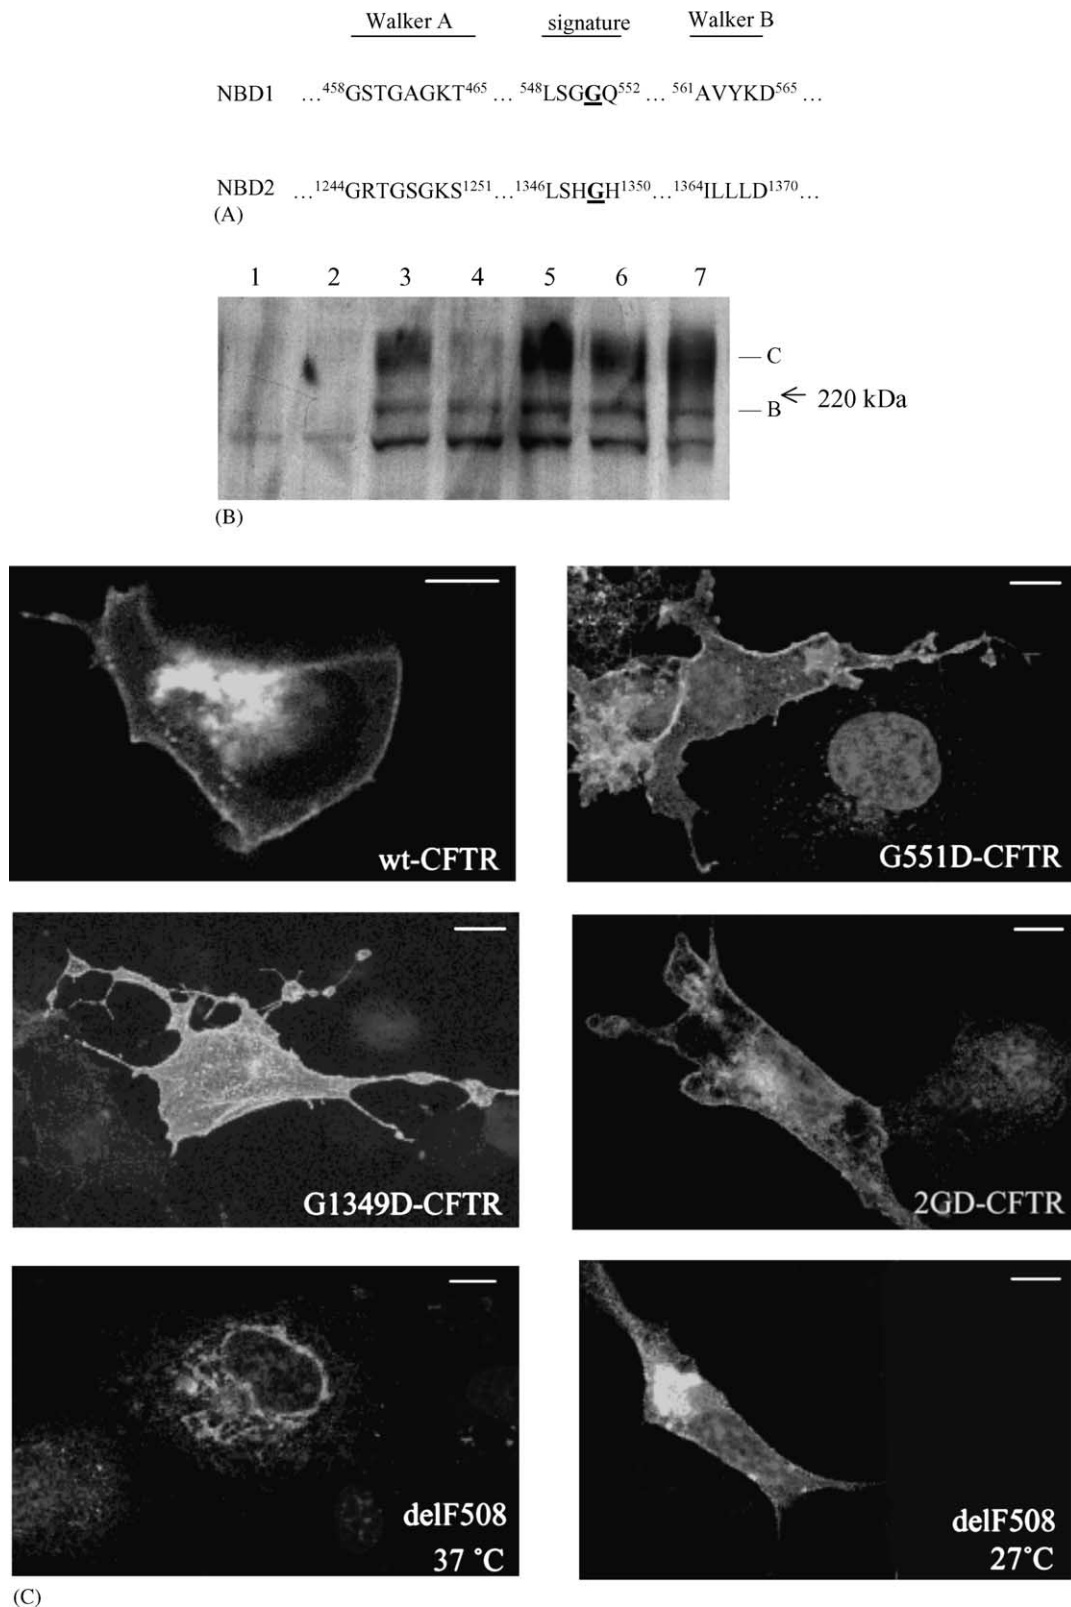 Walker A signature Walker B
NBD1 ...⁴⁵⁸GSTGAGKT⁴⁶⁵ ... ⁵⁴⁸LSGGQ⁵⁵² ... ⁵⁶¹AVYKD⁵⁶⁵ ...
NBD2 ...¹²⁴⁴GRTGSGKS¹²⁵¹ ...¹³⁴⁶LSHGH¹³⁵⁰ ...¹³⁶⁴ILLLD¹³⁷⁰ ...
(A)
1 2 3 4 5 6 7
C
220 kDa
B
(B)
wt-CFTR
G551D-CFTR
G1349D-CFTR
2GD-CFTR
delF508
37 °C
delF508
27°C
(C)